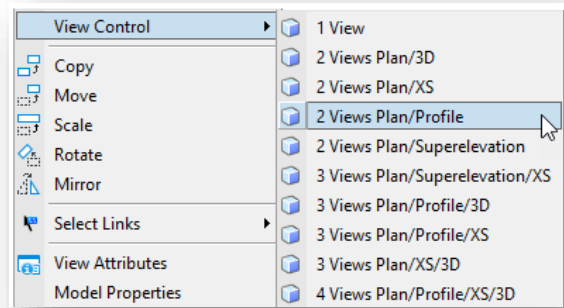 View Control
Copy
Move
Scale
Rotate
Mirror
Select Links
View Attributes
Model Properties
1 View
2 Views Plan/3D
2 Views Plan/XS
2 Views Plan/Profile
2 Views Plan/Superelevation
3 Views Plan/Superelevation/XS
3 Views Plan/Profile/3D
3 Views Plan/Profile/XS
3 Views Plan/XS/3D
4 Views Plan/Profile/XS/3D